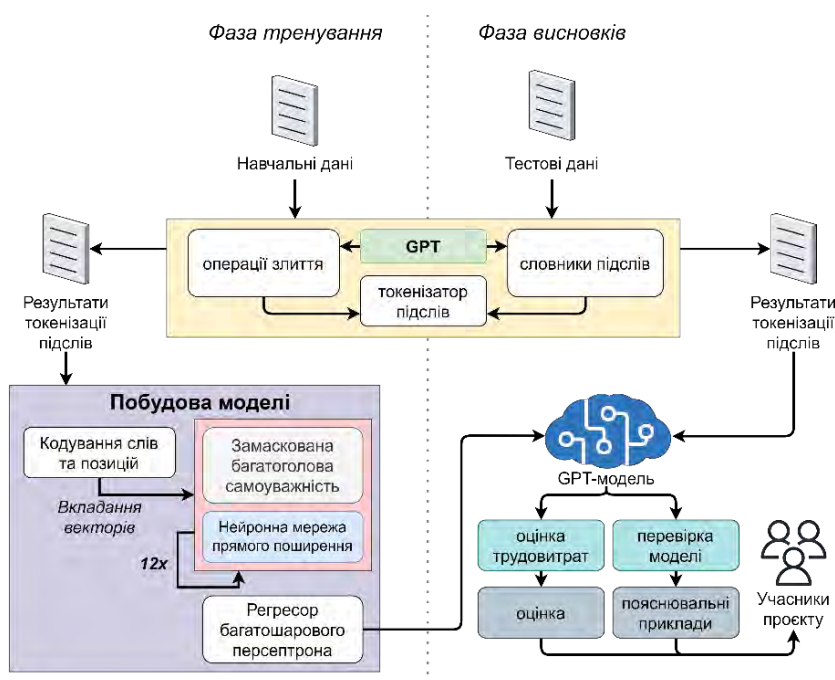 Фаза тренування
Фаза висновків
Навчальні дані
Тестові дані
операції злиття
GPT
словники підслів
токенізатор
підслів
Результати
токенізації
підслів
Результати
токенізації
підслів
Побудова моделі
Кодування слів
та позицій
Замаскована
багатоголова
самоуважність
Вкладання
векторів
Нейронна мережа
прямого поширення
12x
Регресор
багатошарового
персептрона
GPT-модель
оцінка
трудовитрат
перевірка
моделі
оцінка
пояснювальні
приклади
Учасники
проєкту